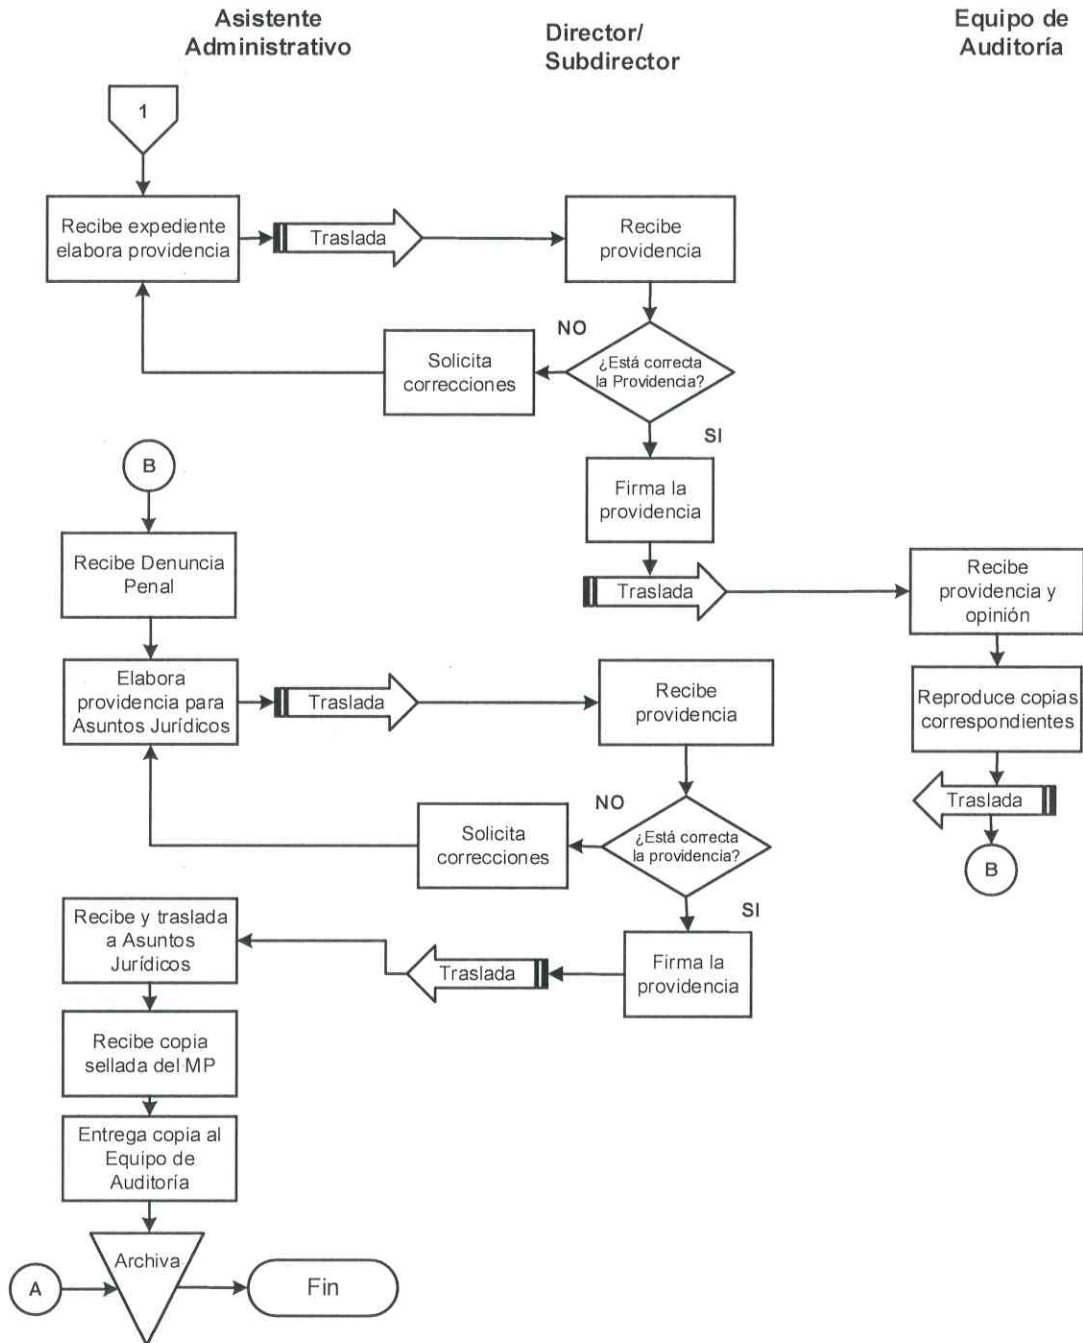 Asistente
Administrativo
Director/
Subdirector
Equipo de
Auditoría
1
Recibe expediente
elabora providencia
Traslada
Recibe
providencia
NO
¿Está correcta
la Providencia?
Solicita
correcciones
SI
B
Firma la
providencia
Recibe Denuncia
Penal
Traslada
Recibe
providencia y
opinión
Elabora
providencia para
Asuntos Jurídicos
Traslada
Recibe
providencia
Reproduce copias
correspondientes
Traslada
B
NO
¿Está correcta
la providencia?
Solicita
correcciones
SI
Recibe y traslada
a Asuntos
Jurídicos
Traslada
Firma la
providencia
Recibe copia
sellada del MP
Entrega copia al
Equipo de
Auditoría
Archiva
A
Fin